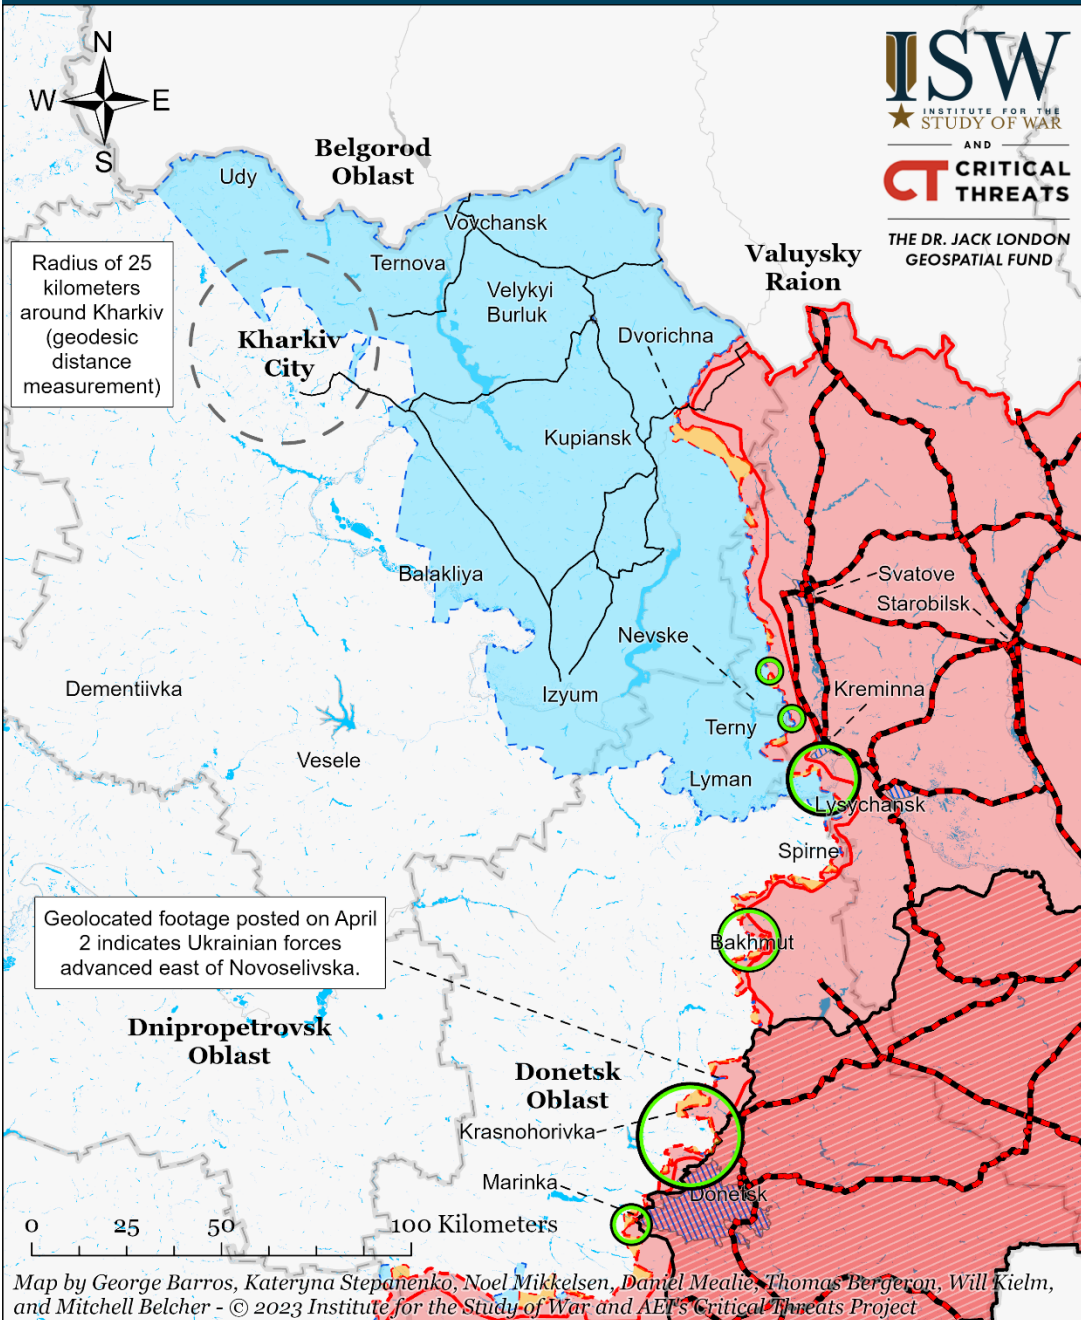 N
W
E
S
ISW
INSTITUTE FOR THE
STUDY OF WAR
AND
CT CRITICAL
THREATS
THE DR. JACK LONDON
GEOSPATIAL FUND
Belgorod
Oblast
Udy
Vovchansk
Ternova
Valuysky
Raion
Radius of 25
kilometers
around Kharkiv
(geodesic
distance
measurement)
Velykyi
Burluk
Kharkiv
City
Dvorichna
Kupiansk
Balakliya
Svatove
Starobilsk
Nevske
Dementiivka
Izyum
Kreminna
Terny
Vesele
Lyman
Lysychansk
Spirne
Geolocated footage posted on April
2 indicates Ukrainian forces
advanced east of Novoselivska.
Bakhmut
Dnipropetrovsk
Oblast
Donetsk
Oblast
Krasnohorivka
Marinka
Donetsk
0 25 50 100 Kilometers
Map by George Barros, Kateryna Stepanenko, Noel Mikkelsen, Daniel Mealie, Thomas Bergeron, Will Kielm,
and Mitchell Belcher - © 2023 Institute for the Study of War and AEI's Critical Threats Project